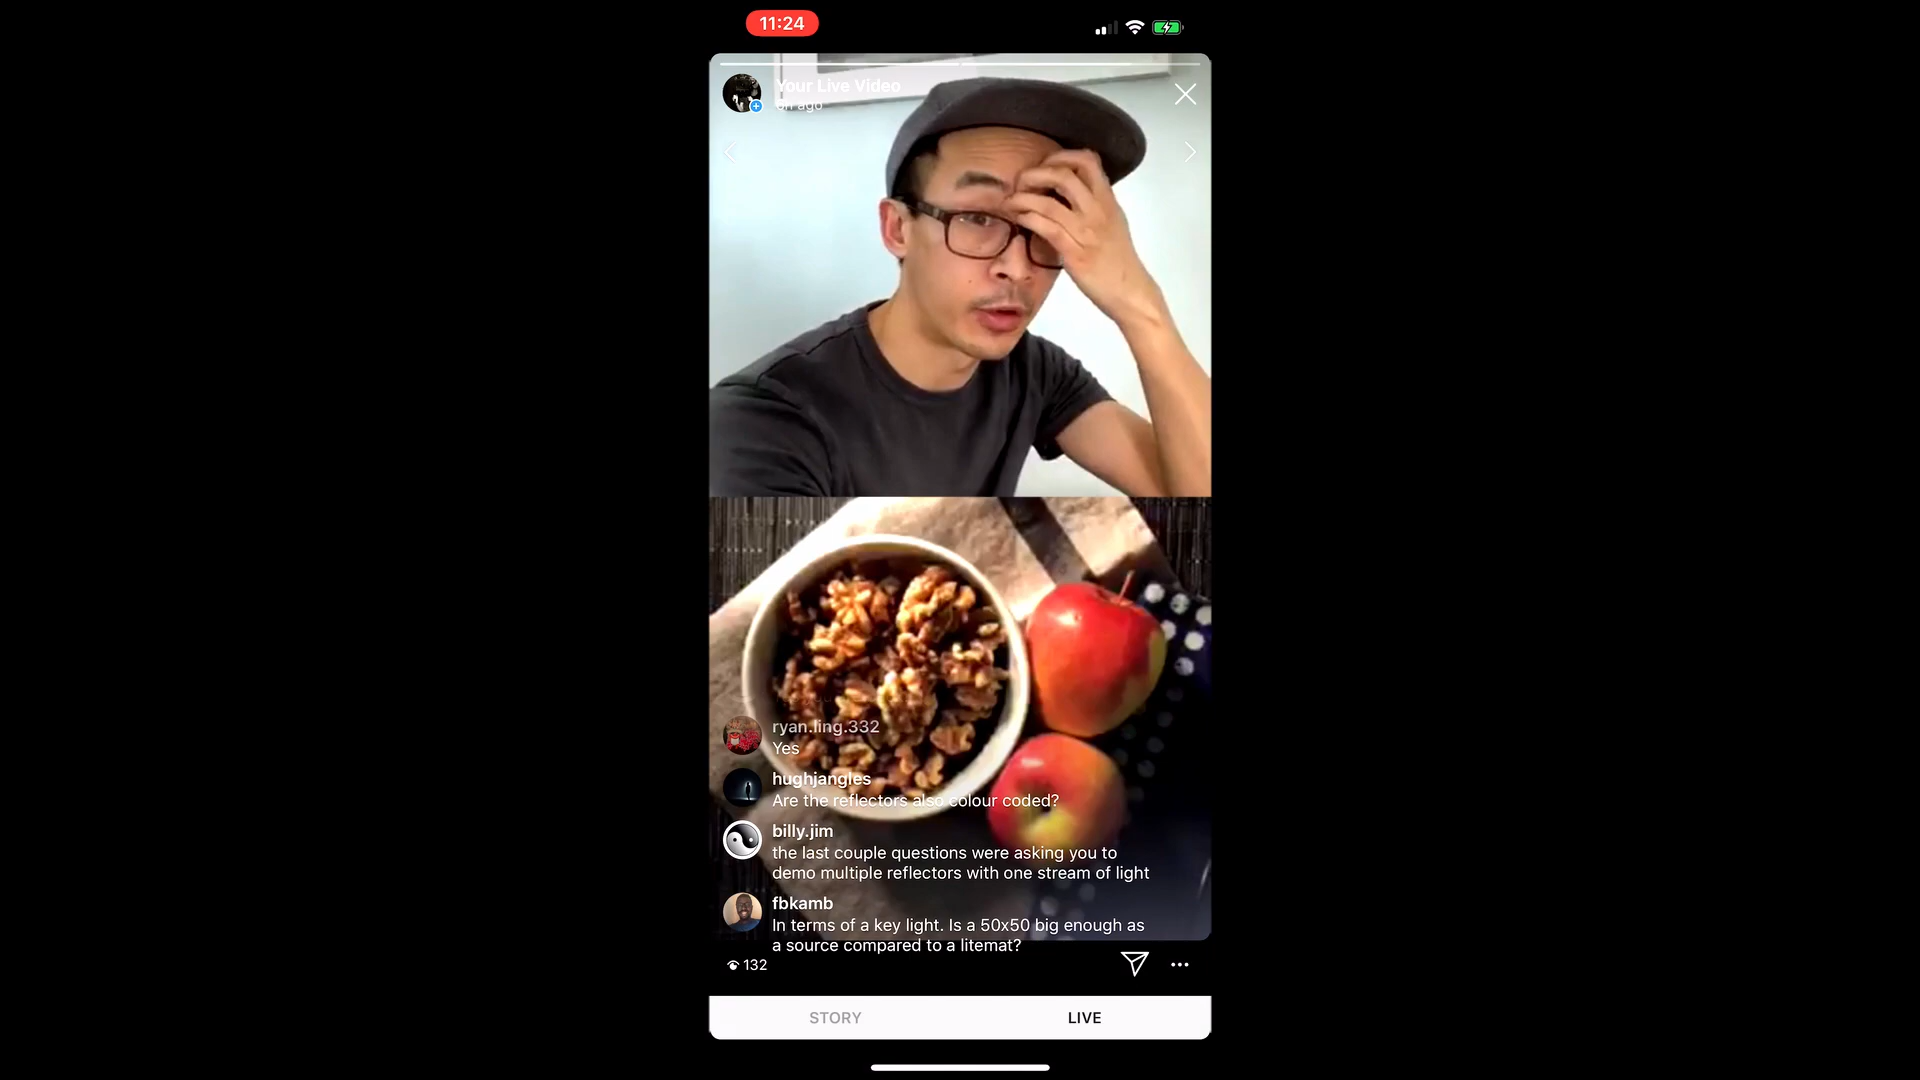 11:24
Your Live Video
ago
ryan.ling.332
Yes
hughjangles
Are the reflectors also colour coded?
billy.jim
the last couple questions were asking you to
demo multiple reflectors with one stream of light
fbkamb
In terms of a key light. Is a 50x50 big enough as
a source compared to a litemat?
132
STORY
LIVE